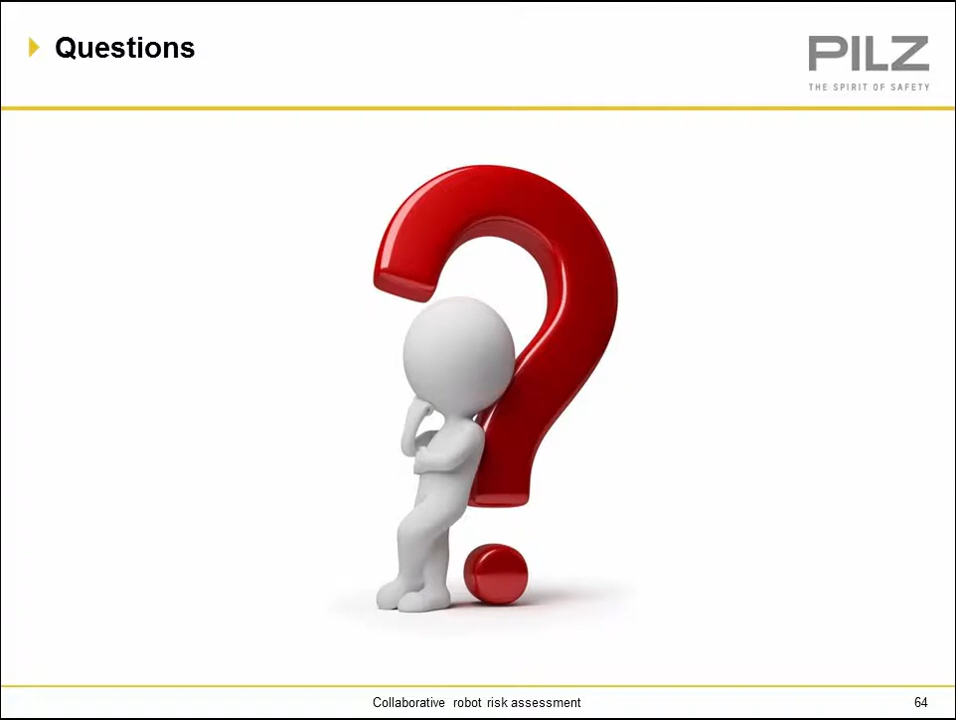 Questions
PILZ
THE SPIRIT OF SAFETY
Collaborative robot risk assessment
64